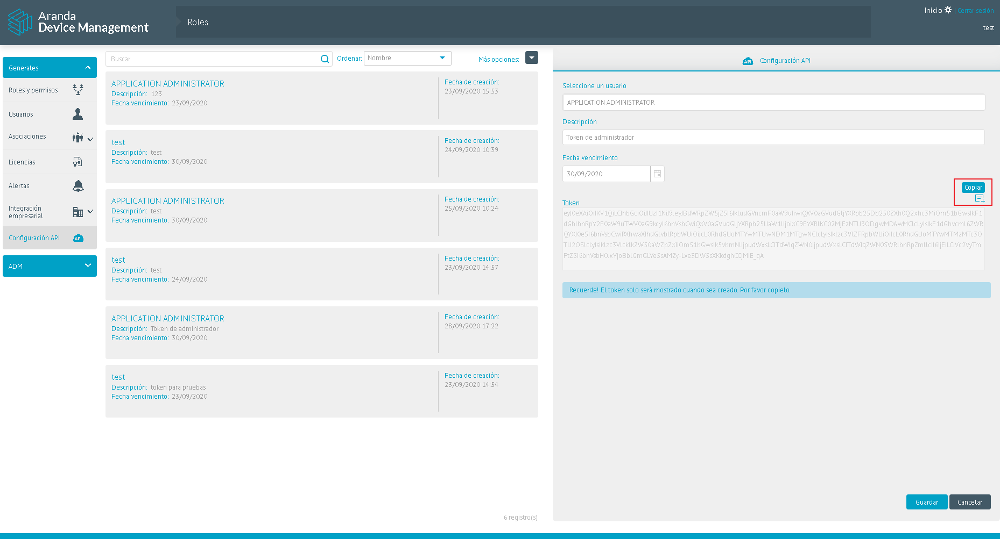 Aranda
Device Management
Roles
Inicio | Cerrar sesión
test
Generales
Roles y permisos
Usuarios
Asociaciones
Licencias
Alertas
Integración
empresarial
Configuración API
ADM
Buscar
Ordenar: Nombre
Más opciones:
APPLICATION ADMINISTRATOR
Descripción: 123
Fecha vencimiento: 23/09/2020
Fecha de creación:
23/09/2020 15:53
test
Descripción: test
Fecha vencimiento: 30/09/2020
Fecha de creación:
24/09/2020 10:39
APPLICATION ADMINISTRATOR
Descripción: test
Fecha vencimiento: 30/09/2020
Fecha de creación:
25/09/2020 10:24
test
Descripción: test
Fecha vencimiento: 24/09/2020
Fecha de creación:
23/09/2020 14:57
APPLICATION ADMINISTRATOR
Descripción: Token de administrador
Fecha vencimiento: 30/09/2020
Fecha de creación:
28/09/2020 17:22
test
Descripción: token para pruebas
Fecha vencimiento: 23/09/2020
Fecha de creación:
23/09/2020 14:54
6 registro(s)
API Configuración API
Seleccione un usuario
APPLICATION ADMINISTRATOR
Descripción
Token de administrador
Fecha vencimiento
30/09/2020
Copiar
Token
Recuerde! El token solo será mostrado cuando sea creado. Por favor copielo.
Guardar
Cancelar